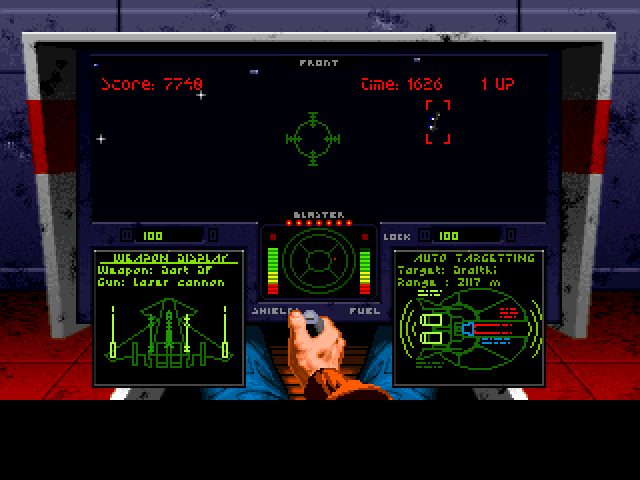 FRONT
Score: 7740 Time: 1626 1 UP
BLASTER
100 LOCK 100
WEAPON DISPLAY
Weapon: Dart DF
Gun: Laser cannon
AUTO TARGETTING
Target: Dralthi
Range : 2117 m
SHIELD FUEL